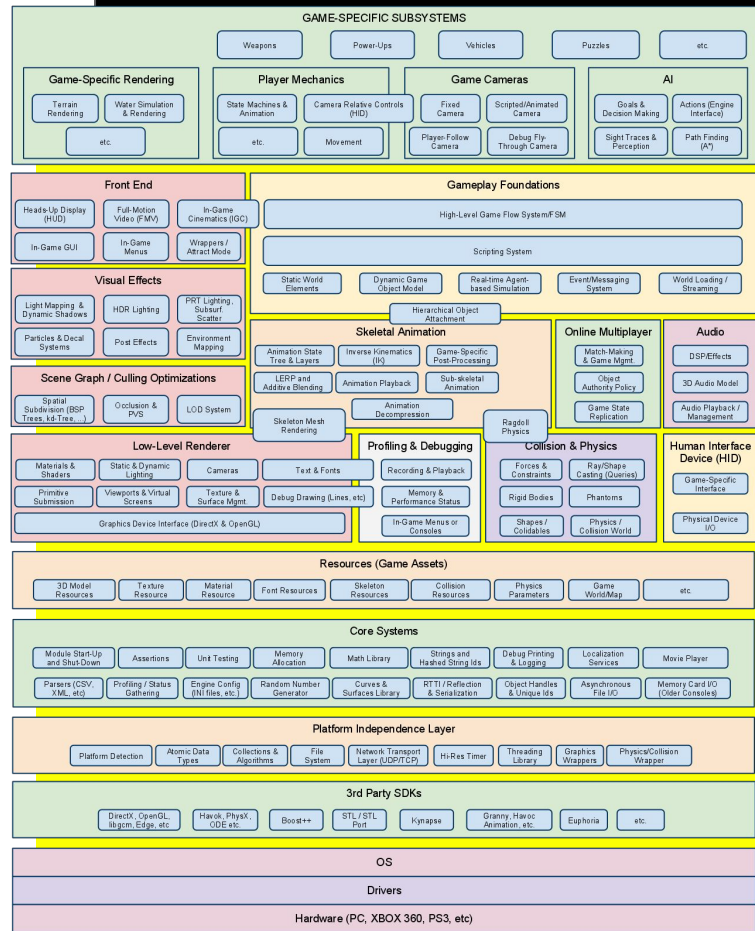 GAME-SPECIFIC SUBSYSTEMS
Weapons
Power-Ups
Vehicles
Puzzles
etc.
Game-Specific Rendering
Terrain
Rendering
Water Simulation
& Rendering
etc.
Player Mechanics
State Machines &
Animation
Camera Relative Controls
(HID)
etc.
Movement
Game Cameras
Fixed
Camera
Scripted/Animated
Camera
Player-Follow
Camera
Debug Fly-
Through Camera
AI
Goals &
Decision Making
Actions (Engine
Interface)
Sight Traces &
Perception
Path Finding
(A*)
Front End
Heads-Up Display
(HUD)
Full-Motion
Video (FMV)
In-Game
Cinematics (IGC)
In-Game GUI
In-Game
Menus
Wrappers /
Attract Mode
Gameplay Foundations
High-Level Game Flow System/FSM
Scripting System
Static World
Elements
Dynamic Game
Object Model
Real-time Agent-
based Simulation
Event/Messaging
System
World Loading /
Streaming
Hierarchical Object
Attachment
Visual Effects
Light Mapping &
Dynamic Shadows
HDR Lighting
PRT Lighting,
Subsurf.
Scatter
Particles & Decal
Systems
Post Effects
Environment
Mapping
Skeletal Animation
Animation State
Tree & Layers
Inverse Kinematics
(IK)
Game-Specific
Post-Processing
LERP and
Additive Blending
Animation Playback
Sub-skeletal
Animation
Animation
Decompression
Skeleton Mesh
Rendering
Ragdoll
Physics
Online Multiplayer
Match-Making
& Game Mgmt.
Object
Authority Policy
Game State
Replication
Audio
DSP/Effects
3D Audio Model
Audio Playback /
Management
Scene Graph / Culling Optimizations
Spatial
Subdivision (BSP
Trees, kd-Tree, ...)
Occlusion &
PVS
LOD System
Low-Level Renderer
Materials &
Shaders
Static & Dynamic
Lighting
Cameras
Text & Fonts
Primitive
Submission
Viewports & Virtual
Screens
Texture &
Surface Mgmt.
Debug Drawing (Lines, etc)
Graphics Device Interface (DirectX & OpenGL)
Profiling & Debugging
Recording & Playback
Memory &
Performance Status
In-Game Menus or
Consoles
Collision & Physics
Forces &
Constraints
Ray/Shape
Casting (Queries)
Rigid Bodies
Phantoms
Shapes /
Colidables
Physics /
Collision World
Human Interface
Device (HID)
Game-Specific
Interface
Physical Device
I/O
Resources (Game Assets)
3D Model
Resources
Texture
Resource
Material
Resource
Font Resources
Skeleton
Resources
Collision
Resources
Physics
Parameters
Game
World/Map
etc.
Core Systems
Module Start-Up
and Shut-Down
Assertions
Unit Testing
Memory
Allocation
Math Library
Strings and
Hashed String Ids
Debug Printing
& Logging
Localization
Services
Movie Player
Parsers (CSV,
XML, etc)
Profiling / Status
Gathering
Engine Config
(INI files, etc.)
Random Number
Generator
Curves &
Surfaces Library
RTTI / Reflection
& Serialization
Object Handles
& Unique Ids
Asynchronous
File I/O
Memory Card I/O
(Older Consoles)
Platform Independence Layer
Platform Detection
Atomic Data
Types
Collections &
Algorithms
File
System
Network Transport
Layer (UDP/TCP)
Hi-Res Timer
Threading
Library
Graphics
Wrappers
Physics/Collision
Wrapper
3rd Party SDKs
DirectX, OpenGL,
libgcm, Edge, etc
Havok, PhysX,
ODE etc.
Boost++
STL / STL
Port
Kynapse
Granny, Havoc
Animation, etc.
Euphoria
etc.
OS
Drivers
Hardware (PC, XBOX 360, PS3, etc)